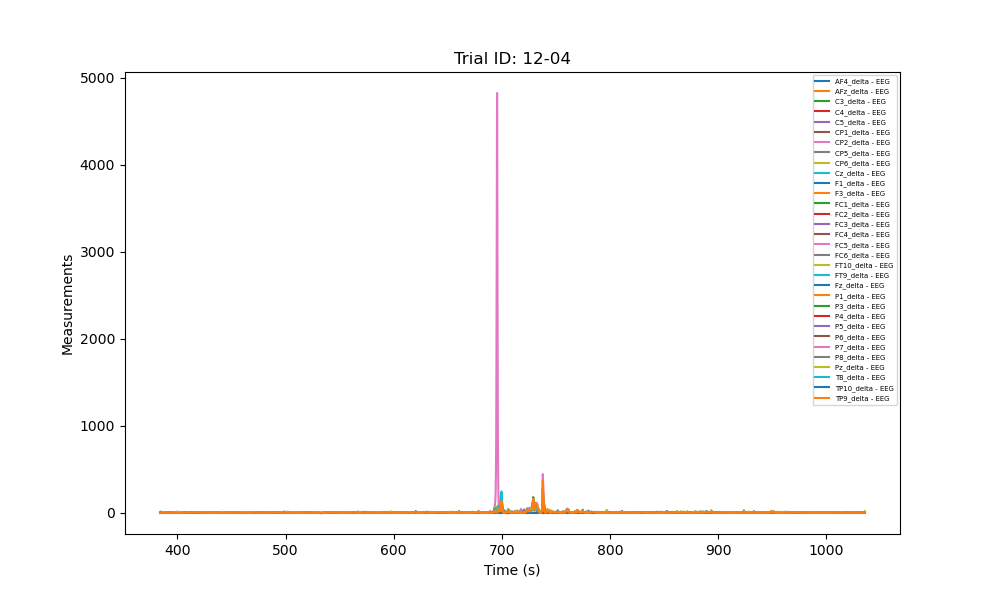 Trial ID: 12-04
Measurements
5000
4000
3000
2000
1000
0
400
500
600
700
800
900
1000
Time (s)
AF4_delta - EEG
AFz_delta - EEG
C3_delta - EEG
C4_delta - EEG
C5_delta - EEG
CP1_delta - EEG
CP2_delta - EEG
CP5_delta - EEG
CP6_delta - EEG
Cz_delta - EEG
F1_delta - EEG
F3_delta - EEG
FC1_delta - EEG
FC2_delta - EEG
FC3_delta - EEG
FC4_delta - EEG
FC5_delta - EEG
FC6_delta - EEG
FT10_delta - EEG
FT9_delta - EEG
Fz_delta - EEG
P1_delta - EEG
P3_delta - EEG
P4_delta - EEG
P5_delta - EEG
P6_delta - EEG
P7_delta - EEG
P8_delta - EEG
Pz_delta - EEG
T8_delta - EEG
TP10_delta - EEG
TP9_delta - EEG